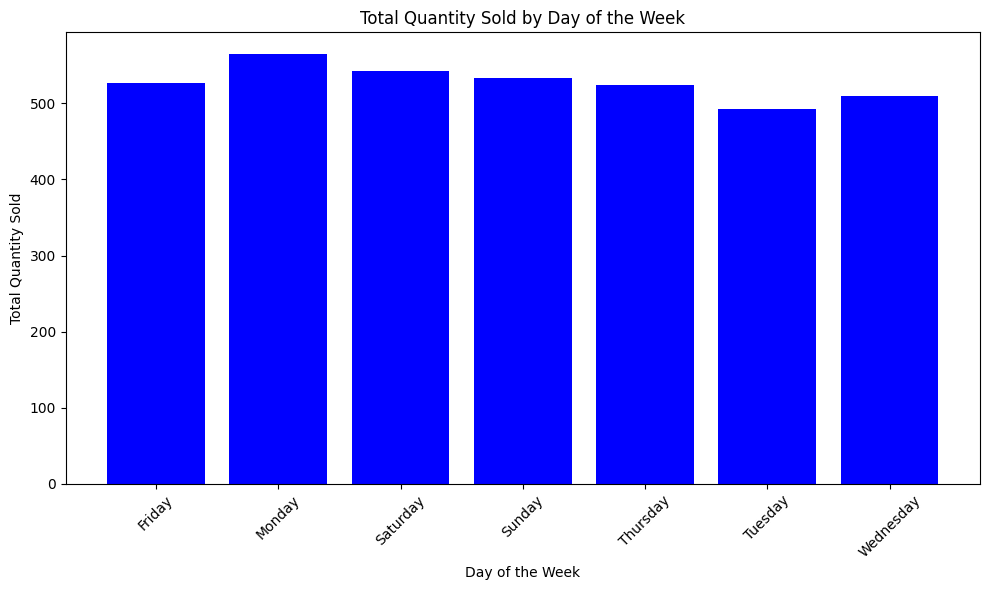 Total Quantity Sold by Day of the Week
Total Quantity Sold
500
400
300
200
100
0
Friday
Monday
Saturday
Sunday
Thursday
Tuesday
Wednesday
Day of the Week